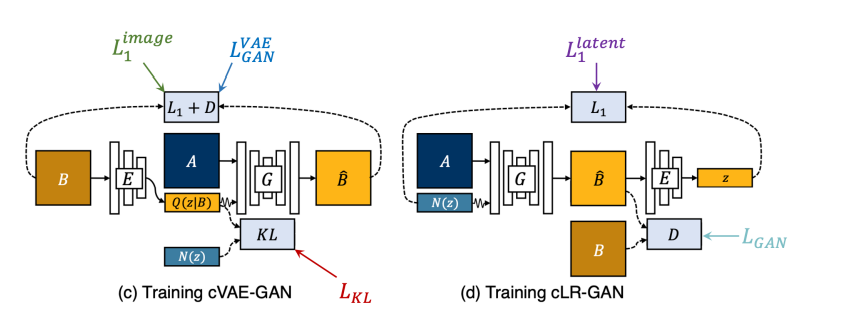 L_1^{image}
L_{GAN}^{VAE}
L_1 + D
A
B
E
G
B̂
Q(z|B)
KL
N(z)
L_{KL}
(c) Training cVAE-GAN
L_1^{latent}
L_1
A
G
B̂
E
z
N(z)
B
D
L_{GAN}
(d) Training cLR-GAN